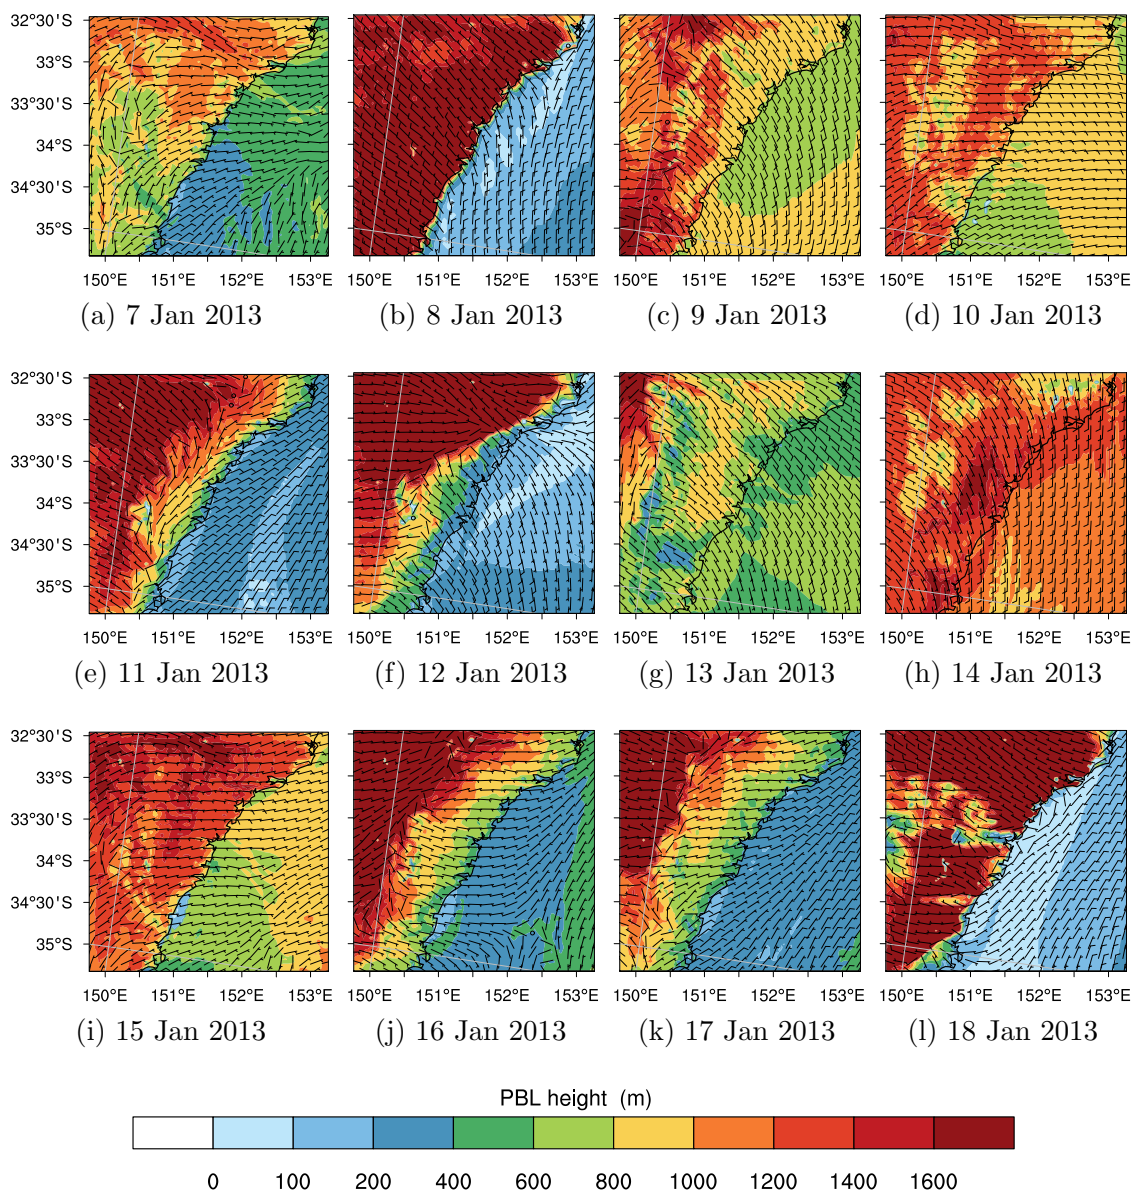 32°30'S
33°S
33°30'S
34°S
34°30'S
35°S
150°E 151°E 152°E 153°E 150°E 151°E 152°E 153°E 150°E 151°E 152°E 153°E 150°E 151°E 152°E 153°E
(a) 7 Jan 2013 (b) 8 Jan 2013 (c) 9 Jan 2013 (d) 10 Jan 2013
32°30'S
33°S
33°30'S
34°S
34°30'S
35°S
150°E 151°E 152°E 153°E 150°E 151°E 152°E 153°E 150°E 151°E 152°E 153°E 150°E 151°E 152°E 153°E
(e) 11 Jan 2013 (f) 12 Jan 2013 (g) 13 Jan 2013 (h) 14 Jan 2013
32°30'S
33°S
33°30'S
34°S
34°30'S
35°S
150°E 151°E 152°E 153°E 150°E 151°E 152°E 153°E 150°E 151°E 152°E 153°E 150°E 151°E 152°E 153°E
(i) 15 Jan 2013 (j) 16 Jan 2013 (k) 17 Jan 2013 (l) 18 Jan 2013
PBL height (m)
0 100 200 400 600 800 1000 1200 1400 1600